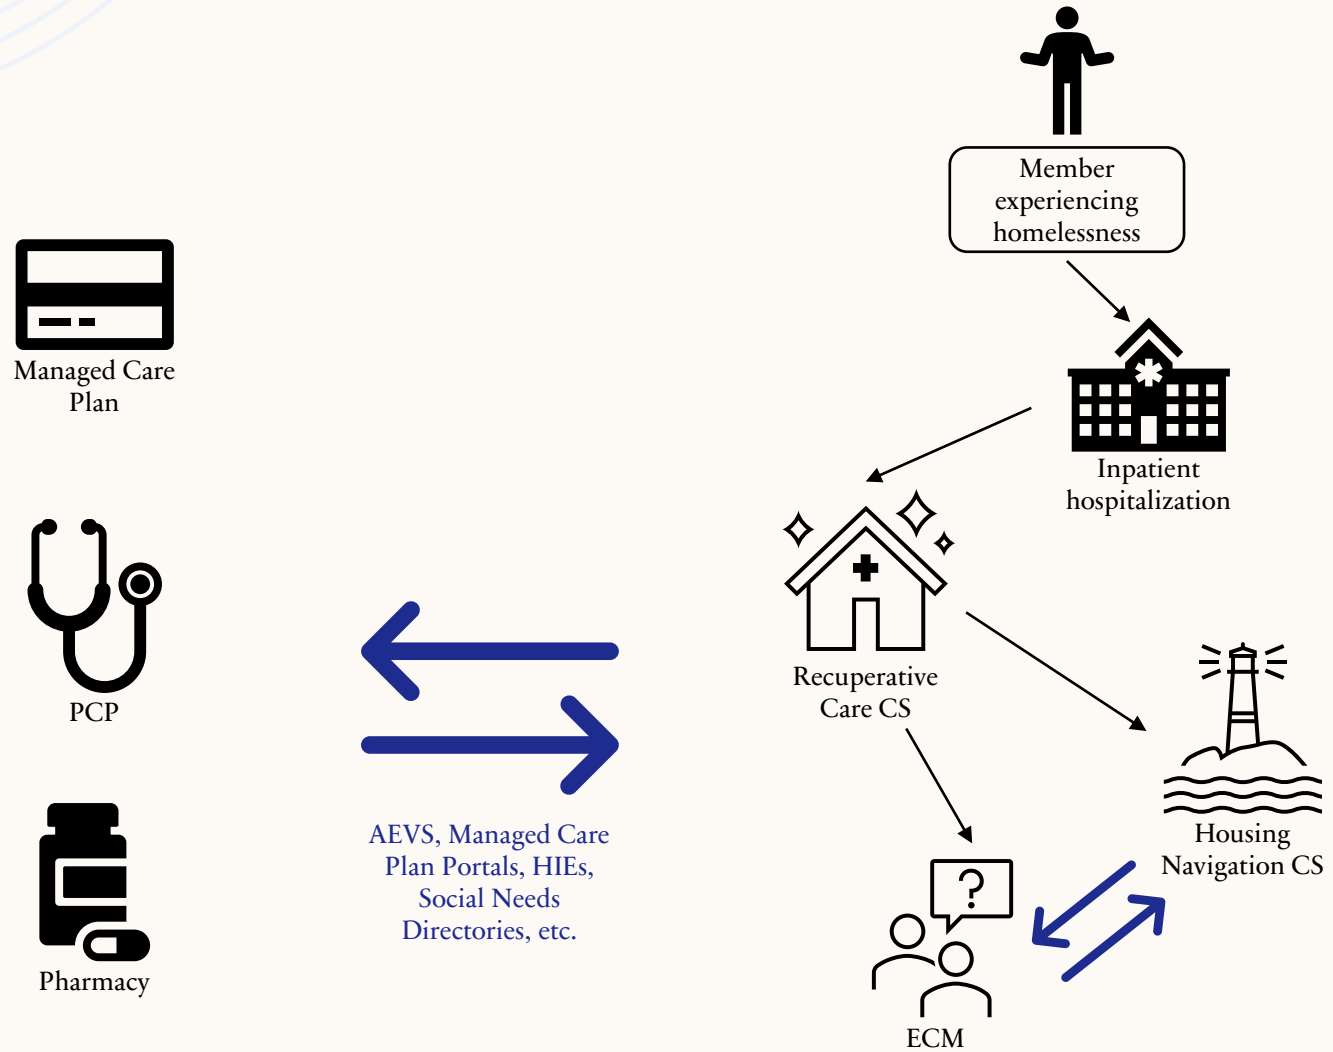 Member
experiencing
homelessness
Managed Care
Plan
Inpatient
hospitalization
Recuperative
Care CS
PCP
AEVS, Managed Care
Plan Portals, HIEs,
Social Needs
Directories, etc.
Housing
Navigation CS
?
Pharmacy
ECM